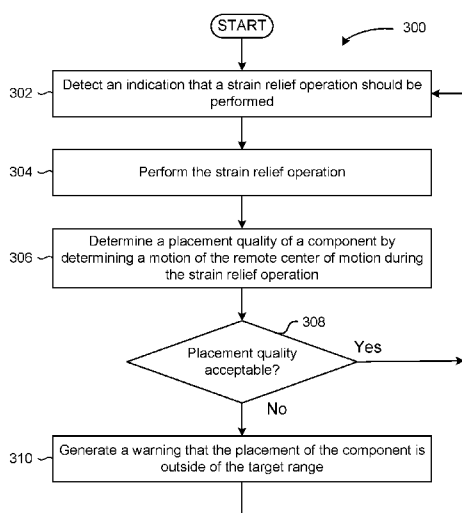 START
300
302
Detect an indication that a strain relief operation should be
performed
304
Perform the strain relief operation
306
Determine a placement quality of a component by
determining a motion of the remote center of motion during
the strain relief operation
308
Placement quality
acceptable?
Yes
No
310
Generate a warning that the placement of the component is
outside of the target range